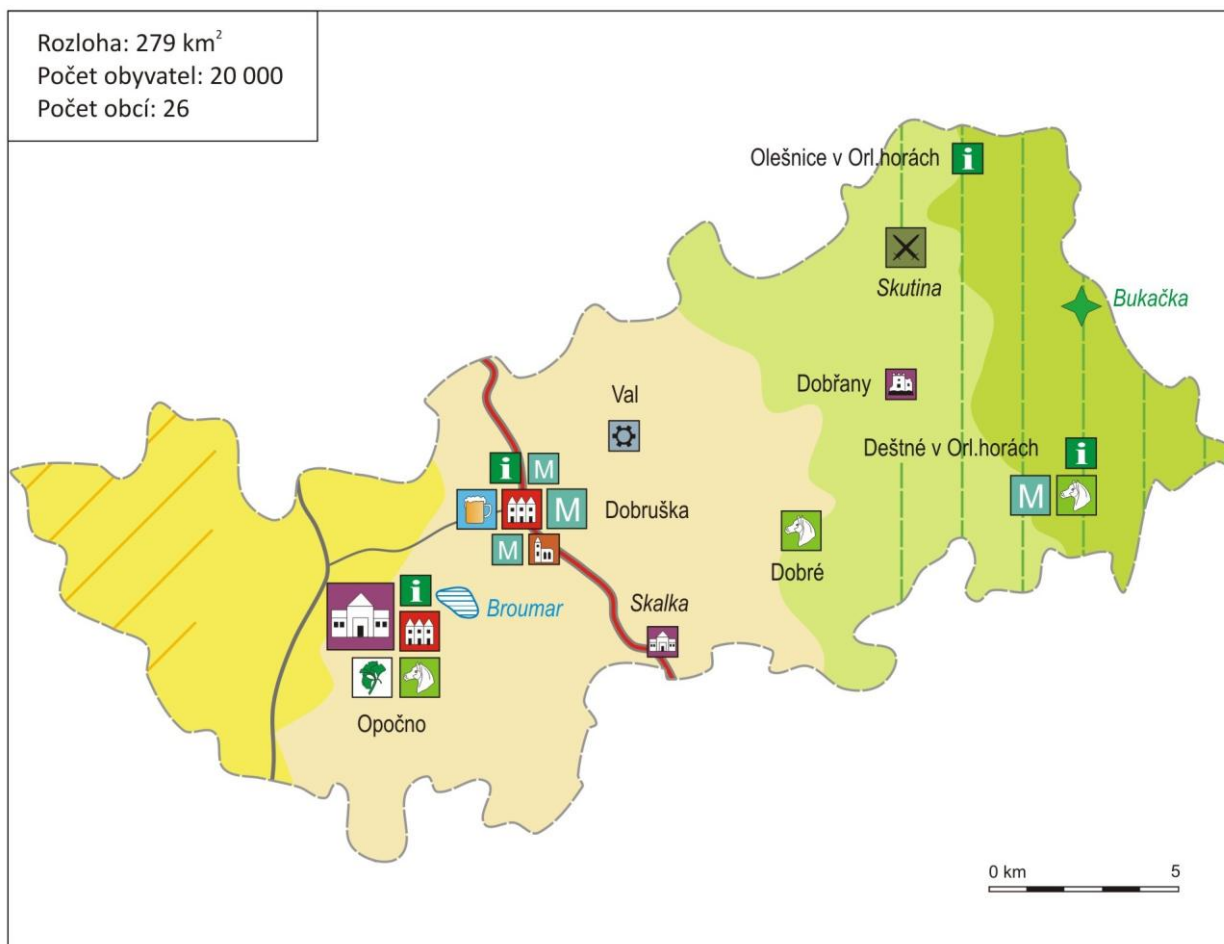 Rozloha: 279 km²
Počet obyvatel: 20 000
Počet obcí: 26
Olešnice v Orl.horách
i
Skutina
Bukačka
Dobřany
Val
Deštné v Orl.horách
i
i
M
M
M
Dobruška
M
Dobré
i
Broumar
Skalka
Opočno
0 km 5